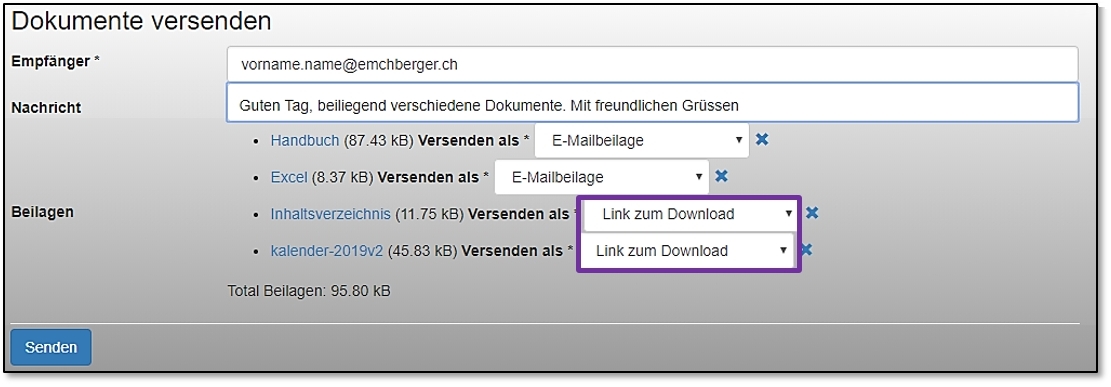 Dokumente versenden
Empfänger * vorname.name@emchberger.ch
Nachricht Guten Tag, beiliegend verschiedene Dokumente. Mit freundlichen Grüssen
Handbuch (87.43 kB) Versenden als * E-Mailbeilage
Excel (8.37 kB) Versenden als * E-Mailbeilage
Beilagen Inhaltsverzeichnis (11.75 kB) Versenden als * Link zum Download
kalender-2019v2 (45.83 kB) Versenden als * Link zum Download
Total Beilagen: 95.80 kB
Senden